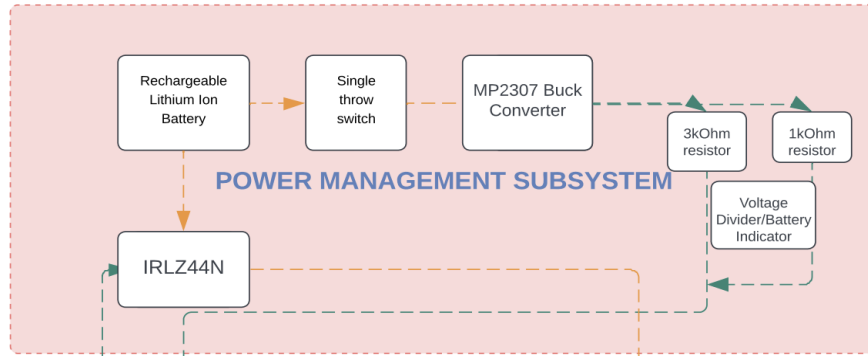 Rechargeable
Lithium Ion
Battery
Single
throw
switch
MP2307 Buck
Converter
3kOhm
resistor
1kOhm
resistor
POWER MANAGEMENT SUBSYSTEM
Voltage
Divider/Battery
Indicator
IRLZ44N